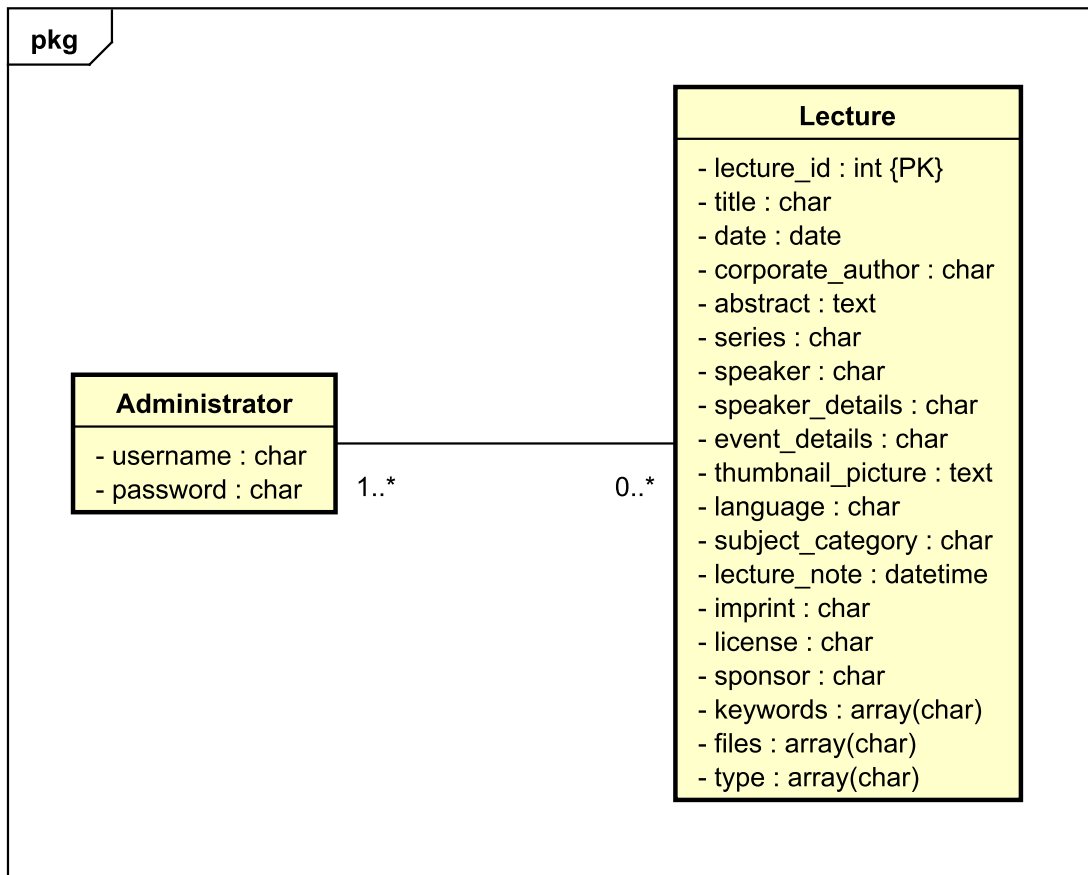 pkg
Lecture
- lecture_id : int {PK}
- title : char
- date : date
- corporate_author : char
- abstract : text
- series : char
- speaker : char
- speaker_details : char
- event_details : char
- thumbnail_picture : text
- language : char
- subject_category : char
- lecture_note : datetime
- imprint : char
- license : char
- sponsor : char
- keywords : array(char)
- files : array(char)
- type : array(char)
Administrator
- username : char
- password : char
1..*
0..*